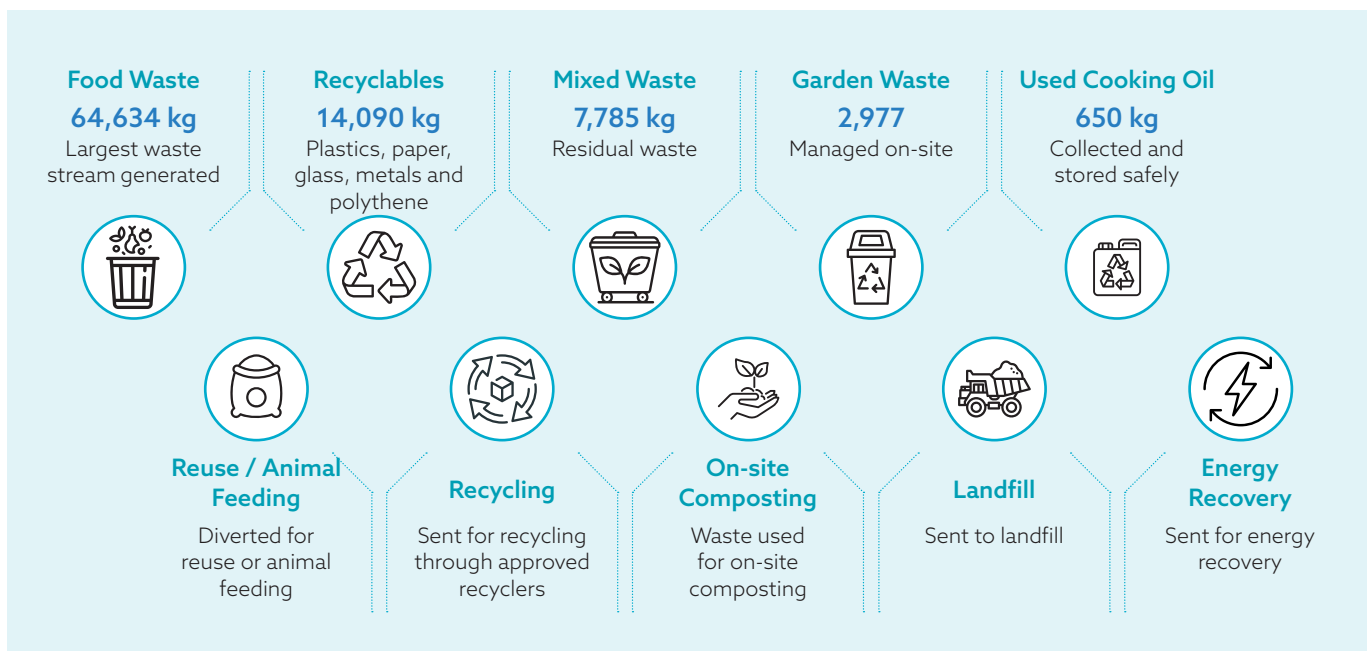 Food Waste
64,634 kg
Largest waste
stream generated
Recyclables
14,090 kg
Plastics, paper,
glass, metals and
polythene
Mixed Waste
7,785 kg
Residual waste
Garden Waste
2,977
Managed on-site
Used Cooking Oil
650 kg
Collected and
stored safely
Reuse / Animal
Feeding
Diverted for
reuse or animal
feeding
Recycling
Sent for recycling
through approved
recyclers
On-site
Composting
Waste used
for on-site
composting
Landfill
Sent to landfill
Energy
Recovery
Sent for energy
recovery